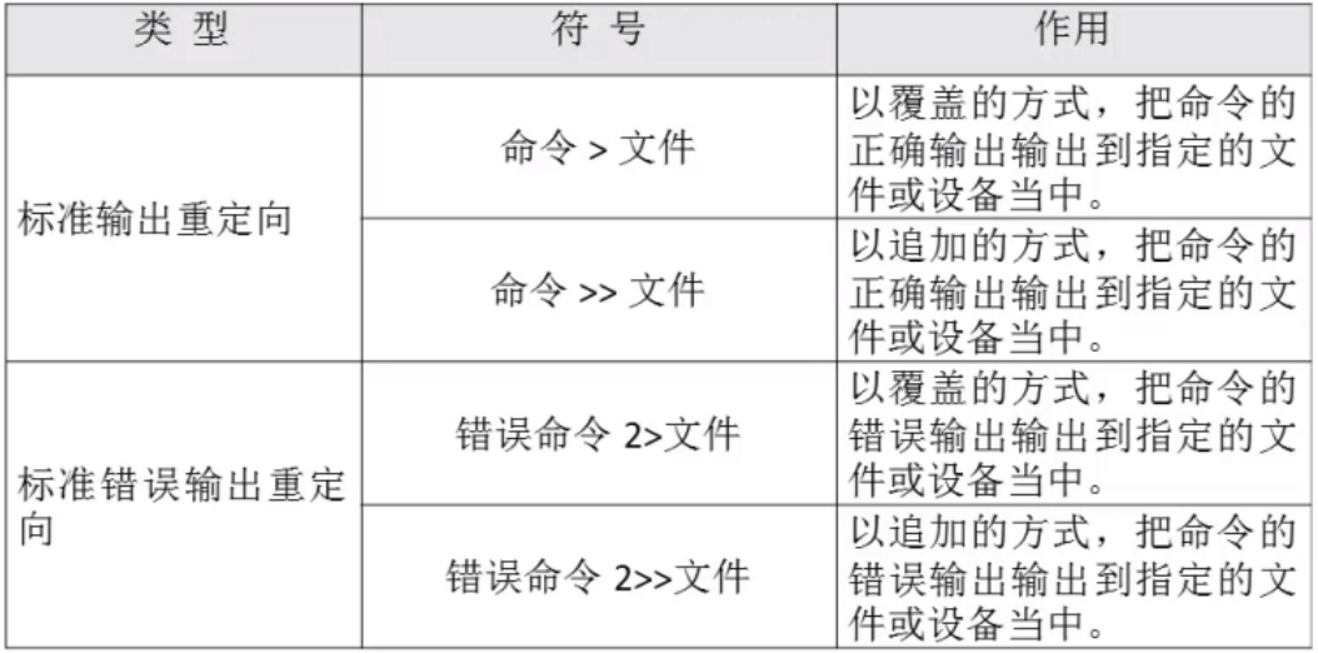 类 型
符 号
作用
标准输出重定向
命令 > 文件
以覆盖的方式，把命令的
正确输出输出到指定的文
件或设备当中。
命令 >> 文件
以追加的方式，把命令的
正确输出输出到指定的文
件或设备当中。
标准错误输出重定
向
错误命令 2>文件
以覆盖的方式，把命令的
错误输出输出到指定的文
件或设备当中。
错误命令 2>>文件
以追加的方式，把命令的
错误输出输出到指定的文
件或设备当中。